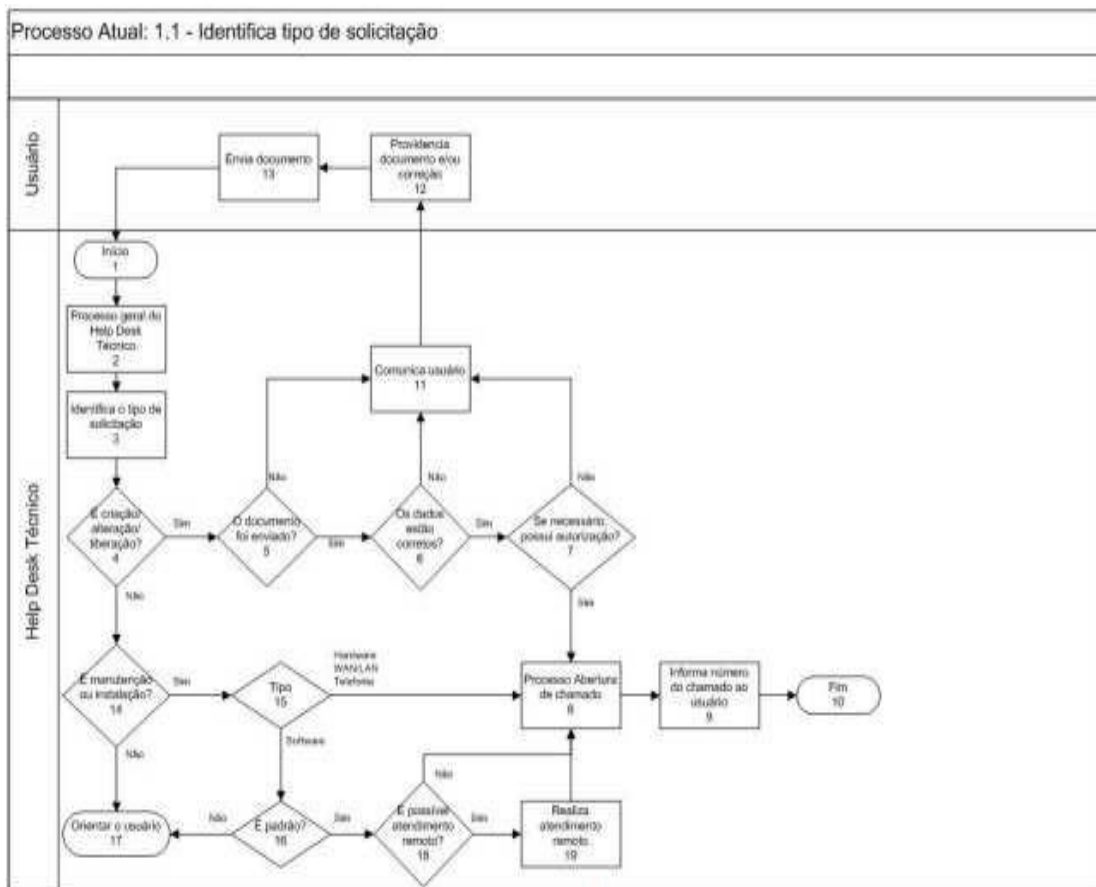 Processo Atual: 1.1 - Identifica tipo de solicitação
Usuário
Envia documento
13
Providencia
documento e/ou
correção
12
Help Desk Técnico
Início
1
Processo geral do
Help Desk
Técnico
2
Identifica o tipo de
solicitação
3
Comunica usuário
11
É criação/
alteração/
liberação?
4
Sim
Não
O documento
foi enviado?
5
Não
Sim
Os dados
estão
corretos?
6
Não
Sim
Se necessário,
possui autorização?
7
Não
Sim
É manutenção
ou instalação?
14
Sim
Não
Tipo
15
Hardware
WAN/LAN
Telefonia
Software
Processo Abertura
de chamado
8
Informa número
do chamado ao
usuário
9
Fim
10
Orientar o usuário
17
Não
É padrão?
16
Sim
É possível
atendimento
remoto?
18
Não
Sim
Realiza
atendimento
remoto
19